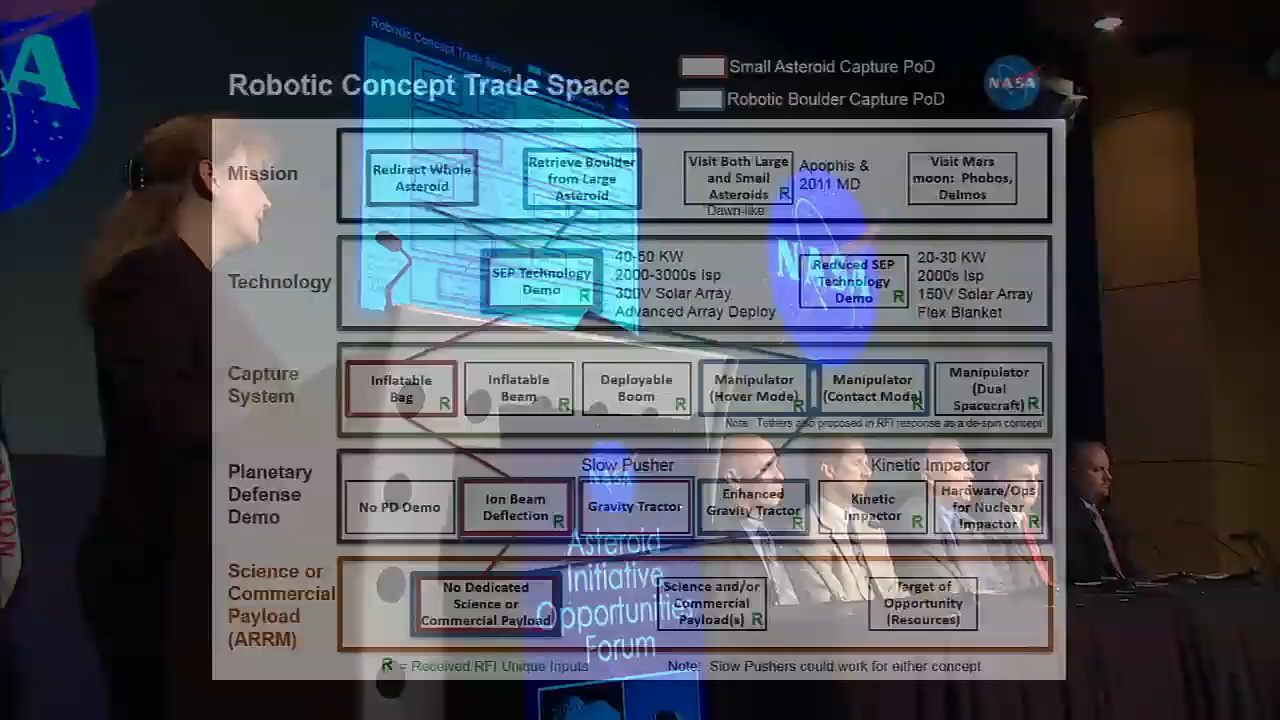 Robotic Concept Trade Space
Small Asteroid Capture PoD
Robotic Boulder Capture PoD
NASA
Mission
Redirect Whole
Asteroid
Retrieve Boulder
from Large
Asteroid
Visit Both Large
and Small
Asteroids R
"Dawn-like"
Apophis &
2011 MD
Visit Mars
moon: Phobos,
Deimos
Technology
SEP Technology
Demo R
40-50 KW
2000-3000s Isp
300V Solar Array
Advanced Array Deploy
Reduced SEP
Technology
Demo R
20-30 KW
2000s Isp
150V Solar Array
Flex Blanket
Capture
System
Inflatable
Bag R
Inflatable
Beam R
Deployable
Boom R
Manipulator
(Hover Mode) R
Manipulator
(Contact Mode) R
Manipulator
(Dual
Spacecraft) R
Note: Tethers also proposed in RFI response as a de-spin concept
Planetary
Defense
Demo
Slow Pusher
Kinetic Impactor
No PD Demo
Ion Beam
Deflection R
Gravity Tractor
Enhanced
Gravity Tractor R
Kinetic
Impactor R
Hardware/Ops
for Nuclear
Impactor R
Science or
Commercial
Payload
(ARRM)
No Dedicated
Science or
Commercial Payload
Science and/or
Commercial
Payload(s) R
Target of
Opportunity
(Resources)
R = Received RFI Unique Inputs
Note: Slow Pushers could work for either concept
Robotic Concept Trade Space
NASA
NASA
Asteroid
Initiative
Opportunities
Forum